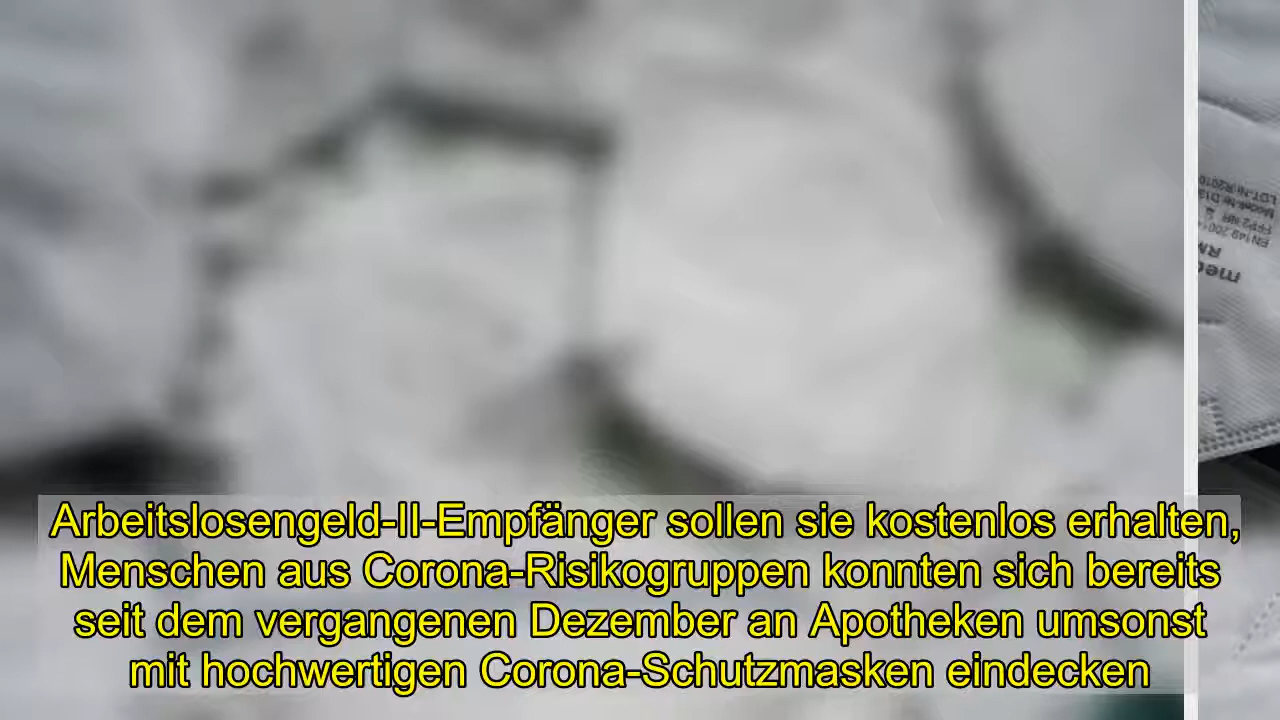 Arbeitslosengeld-II-Empfänger sollen sie kostenlos erhalten,
Menschen aus Corona-Risikogruppen konnten sich bereits
seit dem vergangenen Dezember an Apotheken umsonst
mit hochwertigen Corona-Schutzmasken eindecken